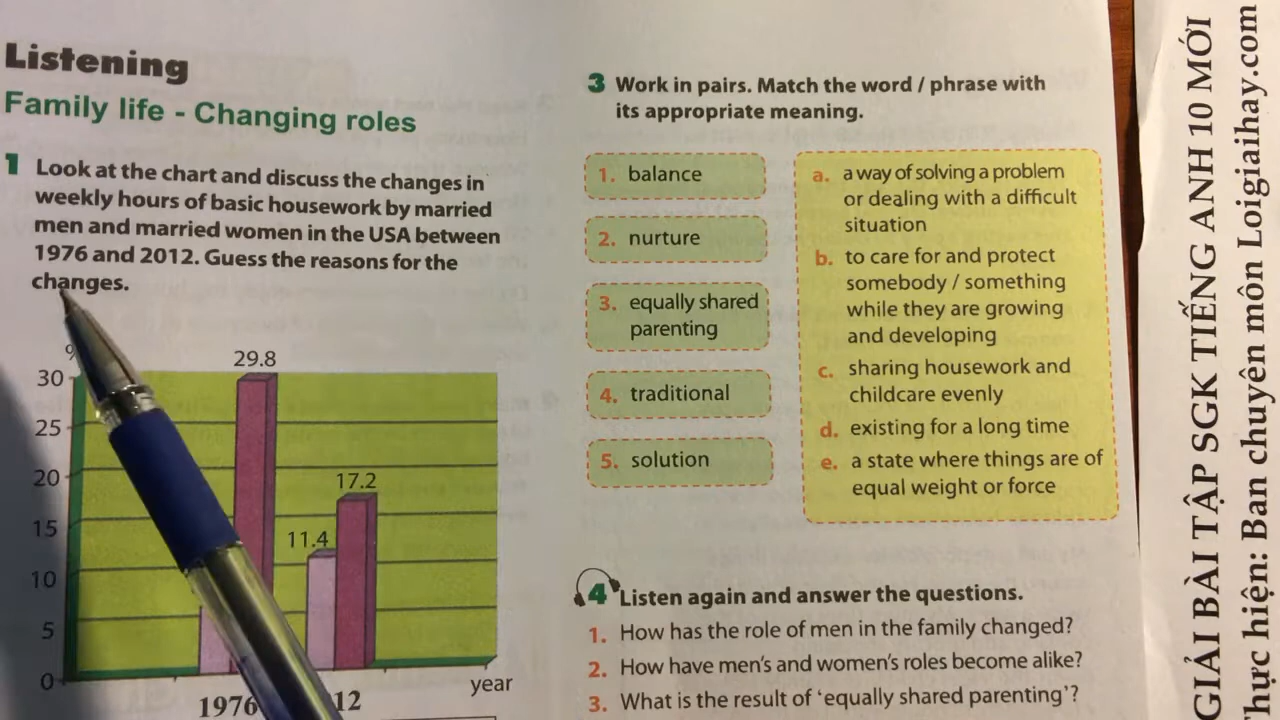 Listening
Family life - Changing roles
1 Look at the chart and discuss the changes in
weekly hours of basic housework by married
men and married women in the USA between
1976 and 2012. Guess the reasons for the
changes.
%
30
25
20
15
10
5
0
29.8
17.2
11.4
1976
12
year
3 Work in pairs. Match the word / phrase with
its appropriate meaning.
1. balance
2. nurture
3. equally shared
parenting
4. traditional
5. solution
a. a way of solving a problem
or dealing with a difficult
situation
b. to care for and protect
somebody / something
while they are growing
and developing
c. sharing housework and
childcare evenly
d. existing for a long time
e. a state where things are of
equal weight or force
4 Listen again and answer the questions.
1. How has the role of men in the family changed?
2. How have men's and women's roles become alike?
3. What is the result of 'equally shared parenting'?
GIẢI BÀI TẬP SGK TIẾNG ANH 10 MỚI
Thực hiện: Ban chuyên môn Loigiaihay.com